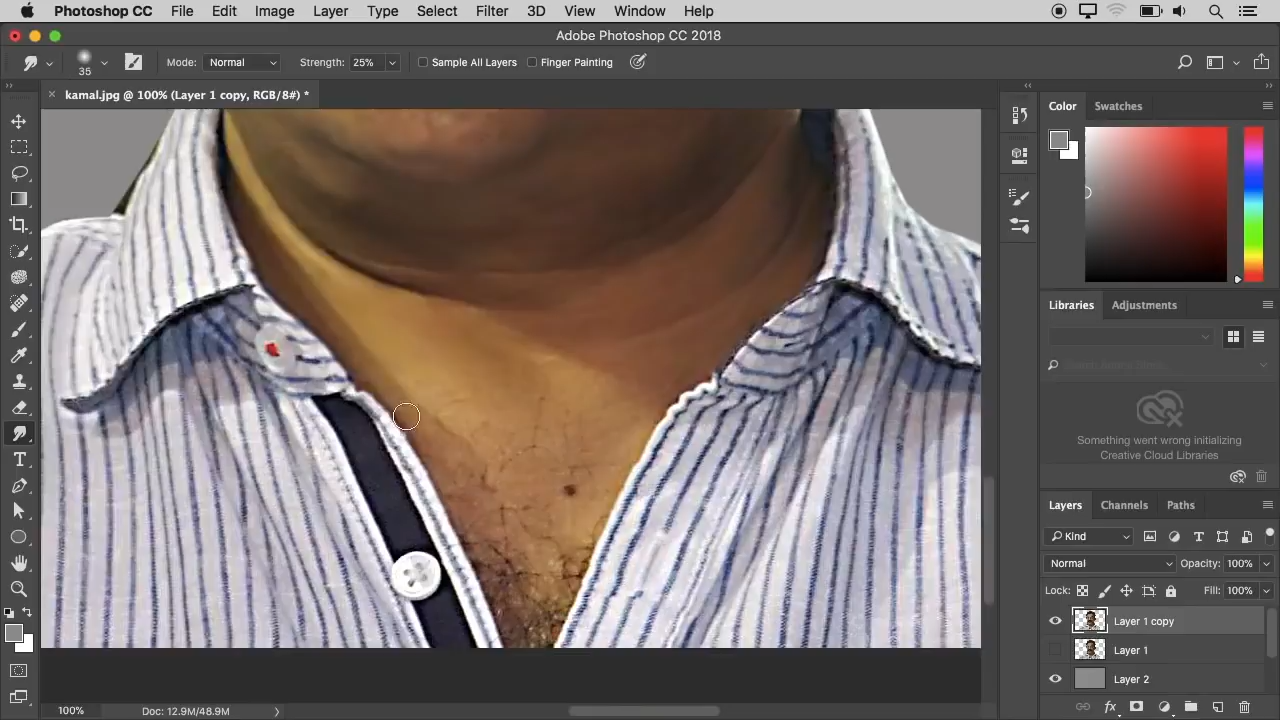 Photoshop CC File Edit Image Layer Type Select Filter 3D View Window Help
Adobe Photoshop CC 2018
35 Mode: Normal Strength: 25% Sample All Layers Finger Painting
× kamal.jpg @ 100% (Layer 1 copy, RGB/8#) *
Color Swatches
Libraries Adjustments
Something went wrong initializing
Creative Cloud Libraries
Layers Channels Paths
Kind
Normal Opacity: 100%
Lock: Fill: 100%
Layer 1 copy
Layer 1
Layer 2
100% Doc: 12.9M/48.9M